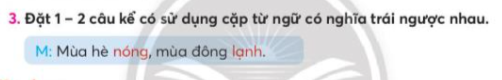 3. Đặt 1 - 2 câu kể có sử dụng cặp từ ngữ có nghĩa trái ngược nhau.
M: Mùa hè nóng, mùa đông lạnh.